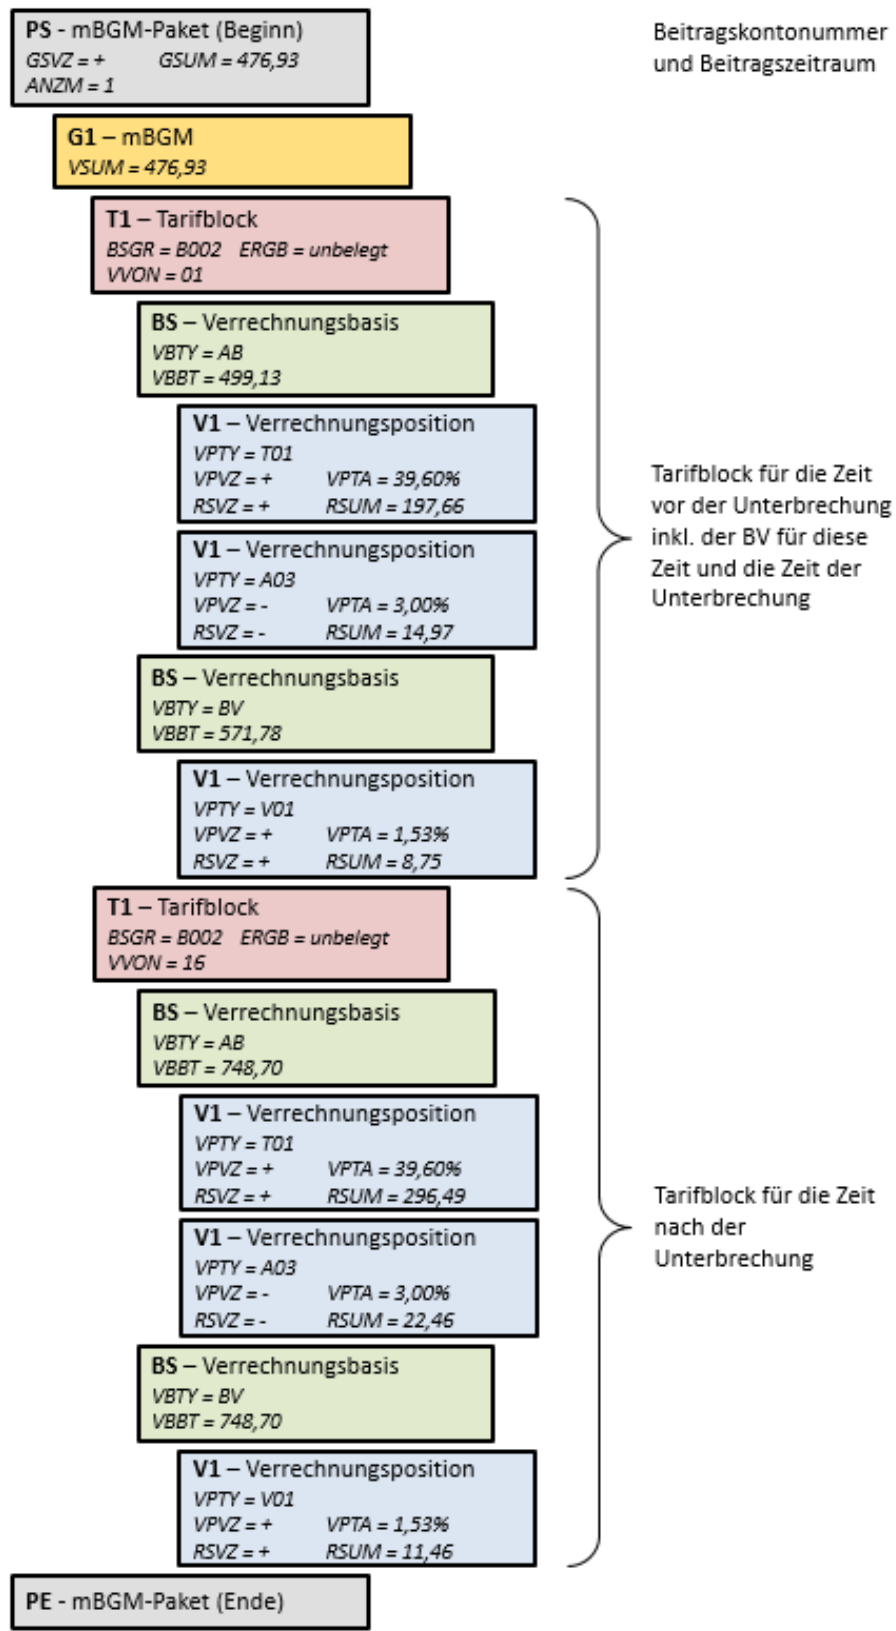 PS - mBGM-Paket (Beginn)
GSVZ = + GSUM = 476,93
ANZM = 1
Beitragskontonummer
und Beitragszeitraum
G1 – mBGM
VSUM = 476,93
T1 – Tarifblock
BSGR = B002 ERGB = unbelegt
VVON = 01
BS – Verrechnungsbasis
VBTY = AB
VBBT = 499,13
V1 – Verrechnungsposition
VPTY = T01
VPVZ = + VPTA = 39,60%
RSVZ = + RSUM = 197,66
V1 – Verrechnungsposition
VPTY = A03
VPVZ = - VPTA = 3,00%
RSVZ = - RSUM = 14,97
BS – Verrechnungsbasis
VBTY = BV
VBBT = 571,78
V1 – Verrechnungsposition
VPTY = V01
VPVZ = + VPTA = 1,53%
RSVZ = + RSUM = 8,75
Tarifblock für die Zeit
vor der Unterbrechung
inkl. der BV für diese
Zeit und die Zeit der
Unterbrechung
T1 – Tarifblock
BSGR = B002 ERGB = unbelegt
VVON = 16
BS – Verrechnungsbasis
VBTY = AB
VBBT = 748,70
V1 – Verrechnungsposition
VPTY = T01
VPVZ = + VPTA = 39,60%
RSVZ = + RSUM = 296,49
V1 – Verrechnungsposition
VPTY = A03
VPVZ = - VPTA = 3,00%
RSVZ = - RSUM = 22,46
BS – Verrechnungsbasis
VBTY = BV
VBBT = 748,70
V1 – Verrechnungsposition
VPTY = V01
VPVZ = + VPTA = 1,53%
RSVZ = + RSUM = 11,46
Tarifblock für die Zeit
nach der
Unterbrechung
PE - mBGM-Paket (Ende)